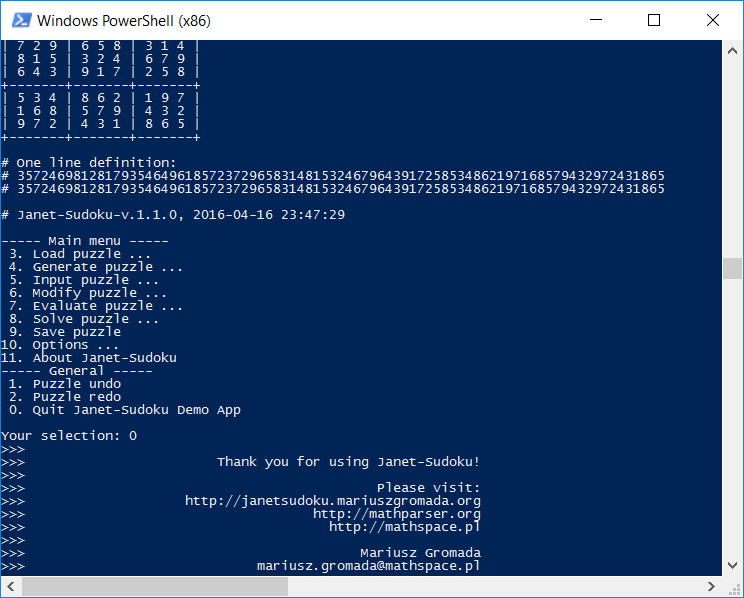 Windows PowerShell (x86)
| 7 2 9 | 6 5 8 | 3 1 4 |
| 8 1 5 | 3 2 4 | 6 7 9 |
| 6 4 3 | 9 1 7 | 2 5 8 |
+-------+-------+-------+
| 5 3 4 | 8 6 2 | 1 9 7 |
| 1 6 8 | 5 7 9 | 4 3 2 |
| 9 7 2 | 4 3 1 | 8 6 5 |
+-------+-------+-------+
# One line definition:
# 357246981281793546496185723729658314815324679643917258534862197168579432972431865
# 357246981281793546496185723729658314815324679643917258534862197168579432972431865
# Janet-Sudoku-v.1.1.0, 2016-04-16 23:47:29
----- Main menu -----
3. Load puzzle ...
4. Generate puzzle ...
5. Input puzzle ...
6. Modify puzzle ...
7. Evaluate puzzle ...
8. Solve puzzle ...
9. Save puzzle
10. Options ...
11. About Janet-Sudoku
----- General -----
1. Puzzle undo
2. Puzzle redo
0. Quit Janet-Sudoku Demo App
Your selection: 0
>>>
>>> Thank you for using Janet-Sudoku!
>>>
>>> Please visit:
>>> http://janetsudoku.mariuszgromada.org
>>> http://mathparser.org
>>> http://mathspace.pl
>>>
>>> Mariusz Gromada
>>> mariusz.gromada@mathspace.pl